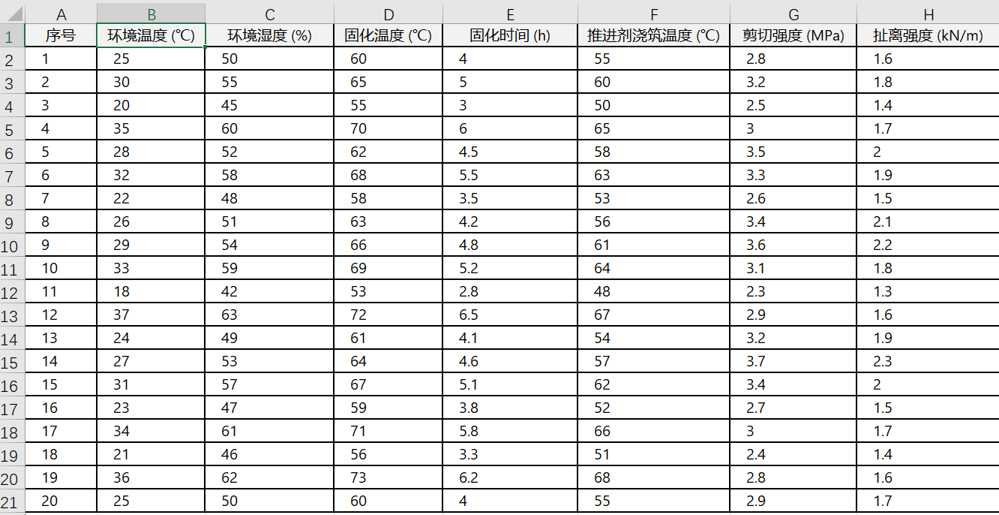 A B C D E F G H
1 序号 环境温度 (℃) 环境湿度 (%) 固化温度 (℃) 固化时间 (h) 推进剂浇筑温度 (℃) 剪切强度 (MPa) 扯离强度 (kN/m)
2 1 25 50 60 4 55 2.8 1.6
3 2 30 55 65 5 60 3.2 1.8
4 3 20 45 55 3 50 2.5 1.4
5 4 35 60 70 6 65 3 1.7
6 5 28 52 62 4.5 58 3.5 2
7 6 32 58 68 5.5 63 3.3 1.9
8 7 22 48 58 3.5 53 2.6 1.5
9 8 26 51 63 4.2 56 3.4 2.1
10 9 29 54 66 4.8 61 3.6 2.2
11 10 33 59 69 5.2 64 3.1 1.8
12 11 18 42 53 2.8 48 2.3 1.3
13 12 37 63 72 6.5 67 2.9 1.6
14 13 24 49 61 4.1 54 3.2 1.9
15 14 27 53 64 4.6 57 3.7 2.3
16 15 31 57 67 5.1 62 3.4 2
17 16 23 47 59 3.8 52 2.7 1.5
18 17 34 61 71 5.8 66 3 1.7
19 18 21 46 56 3.3 51 2.4 1.4
20 19 36 62 73 6.2 68 2.8 1.6
21 20 25 50 60 4 55 2.9 1.7